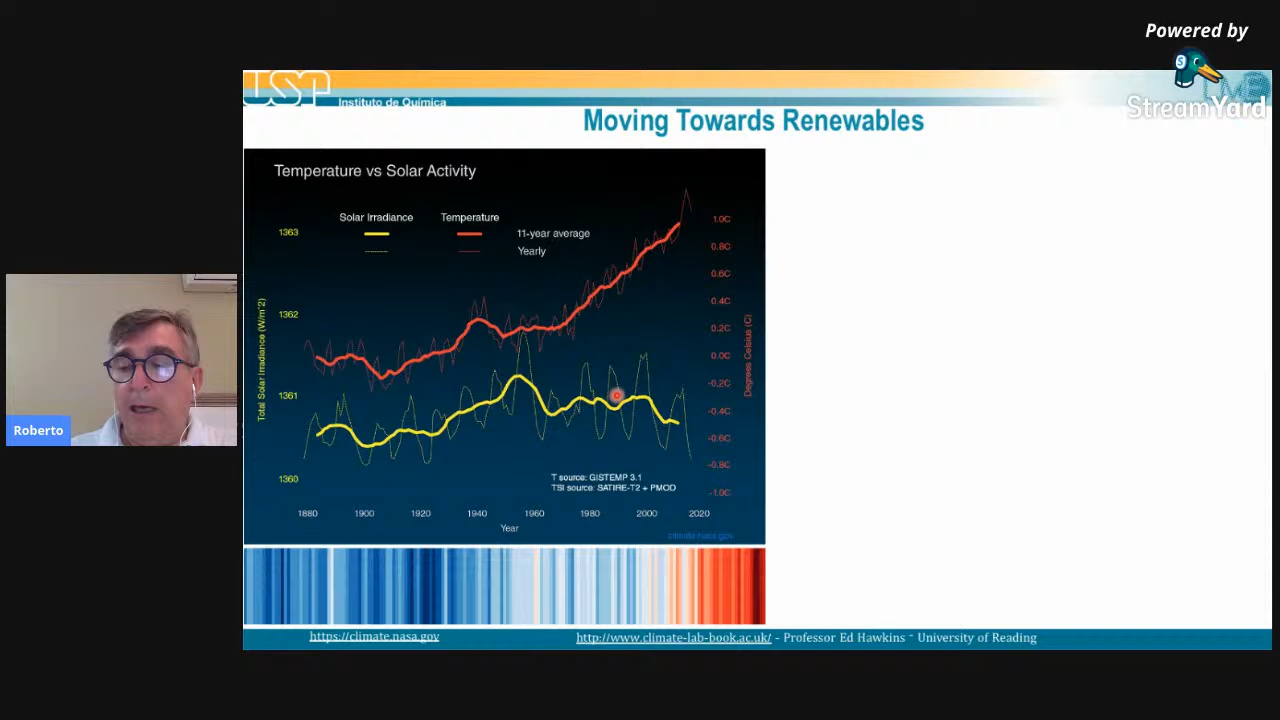 Powered by
StreamYard
USP
Instituto de Química
Moving Towards Renewables
Temperature vs Solar Activity
Solar Irradiance
Temperature
11-year average
Yearly
1363
1362
1361
1360
Total Solar Irradiance (W/m^2)
1.0C
0.8C
0.6C
0.4C
0.2C
0.0C
-0.2C
-0.4C
-0.6C
-0.8C
-1.0C
Degrees Celsius (C)
T source: GISTEMP 3.1
TSI source: SATIRE-T2 + PMOD
1880 1900 1920 1940 1960 1980 2000 2020
Year
climate.nasa.gov
Roberto
https://climate.nasa.gov
http://www.climate-lab-book.ac.uk/ - Professor Ed Hawkins - University of Reading